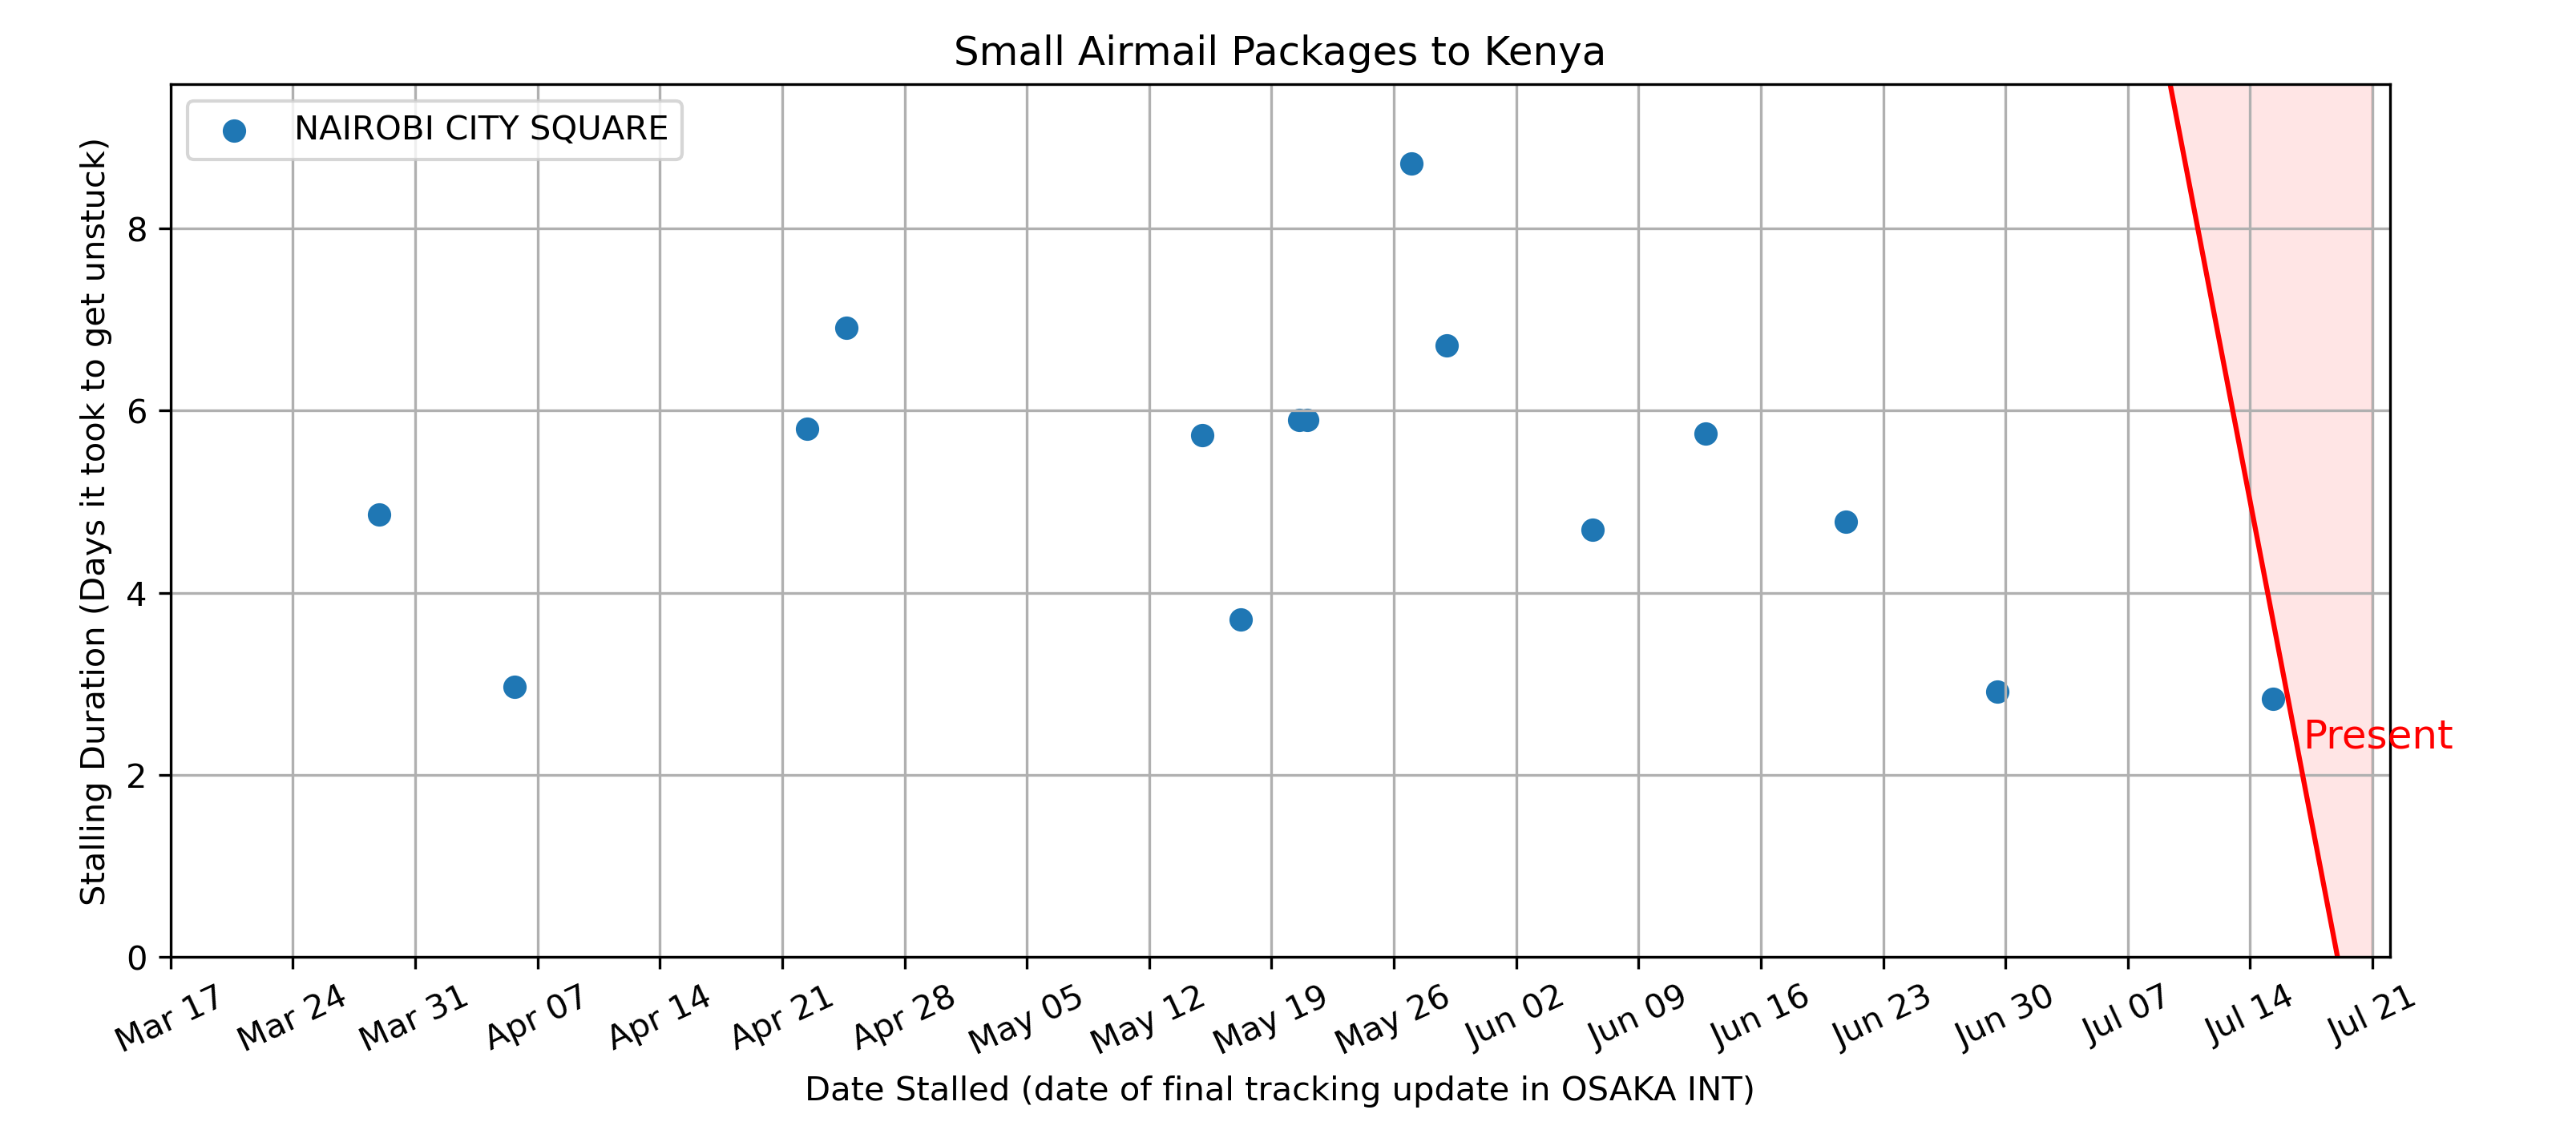 Small Airmail Packages to Kenya
NAIROBI CITY SQUARE
Stalling Duration (Days it took to get unstuck)
8
6
4
2
0
Present
Mar 17
Mar 24
Mar 31
Apr 07
Apr 14
Apr 21
Apr 28
May 05
May 12
May 19
May 26
Jun 02
Jun 09
Jun 16
Jun 23
Jun 30
Jul 07
Jul 14
Jul 21
Date Stalled (date of final tracking update in OSAKA INT)